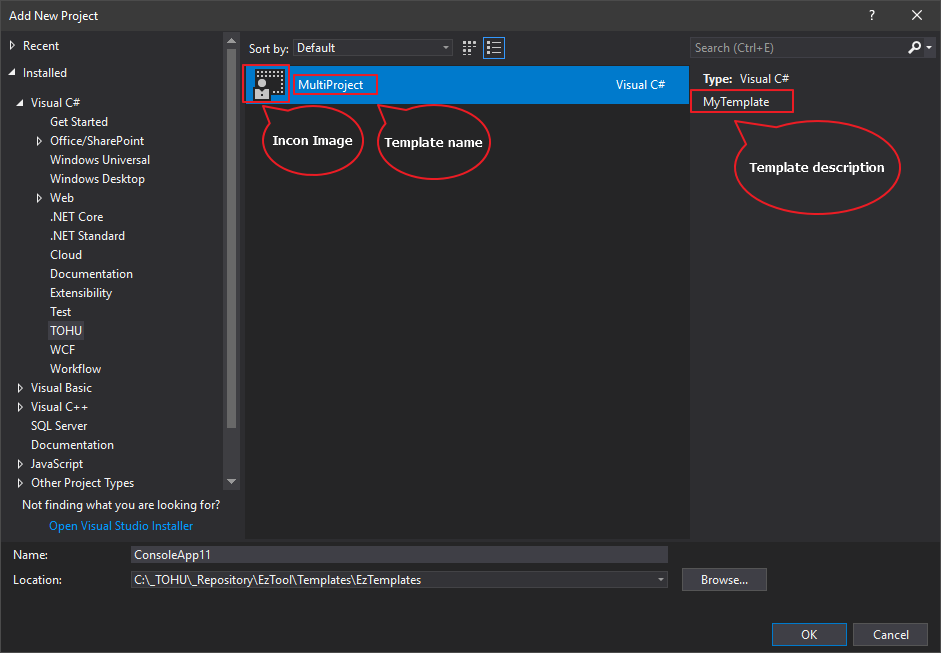 Add New Project
?
Recent
Installed
Visual C#
Get Started
Office/SharePoint
Windows Universal
Windows Desktop
Web
.NET Core
.NET Standard
Cloud
Documentation
Extensibility
Test
TOHU
WCF
Workflow
Visual Basic
Visual C++
SQL Server
Documentation
JavaScript
Other Project Types
Not finding what you are looking for?
Open Visual Studio Installer
Sort by: Default
MultiProject Visual C#
Incon Image
Template name
Search (Ctrl+E)
Type: Visual C#
MyTemplate
Template description
Name: ConsoleApp11
Location: C:\_TOHU\_Repository\EzTool\Templates\EzTemplates
Browse...
OK
Cancel